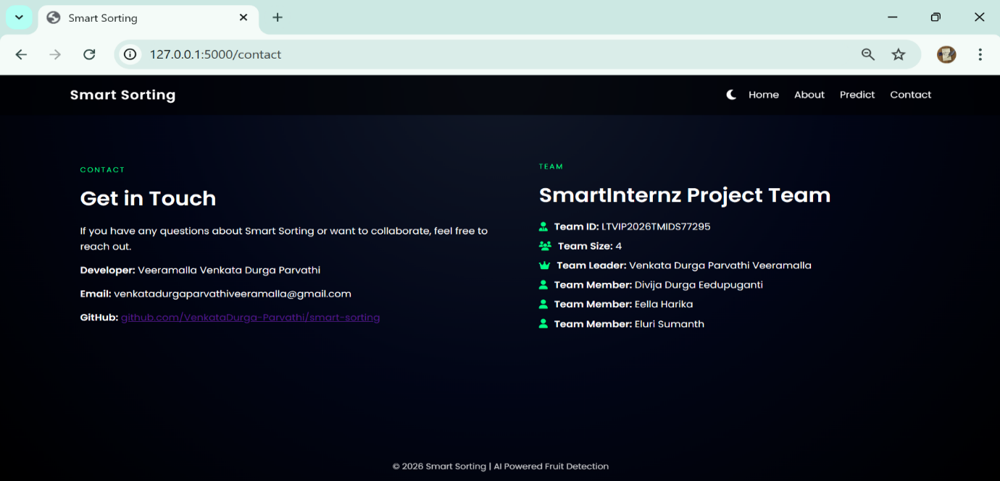 Smart Sorting
127.0.0.1:5000/contact
Smart Sorting
Home About Predict Contact
CONTACT
Get in Touch
If you have any questions about Smart Sorting or want to collaborate, feel free to
reach out.
Developer: Veeramalla Venkata Durga Parvathi
Email: venkatadurgaparvathiveeramalla@gmail.com
GitHub: github.com/VenkataDurga-Parvathi/smart-sorting
TEAM
SmartInternz Project Team
Team ID: LTVIP2026TMIDS77295
Team Size: 4
Team Leader: Venkata Durga Parvathi Veeramalla
Team Member: Divija Durga Eedupuganti
Team Member: Eella Harika
Team Member: Eluri Sumanth
© 2026 Smart Sorting | AI Powered Fruit Detection